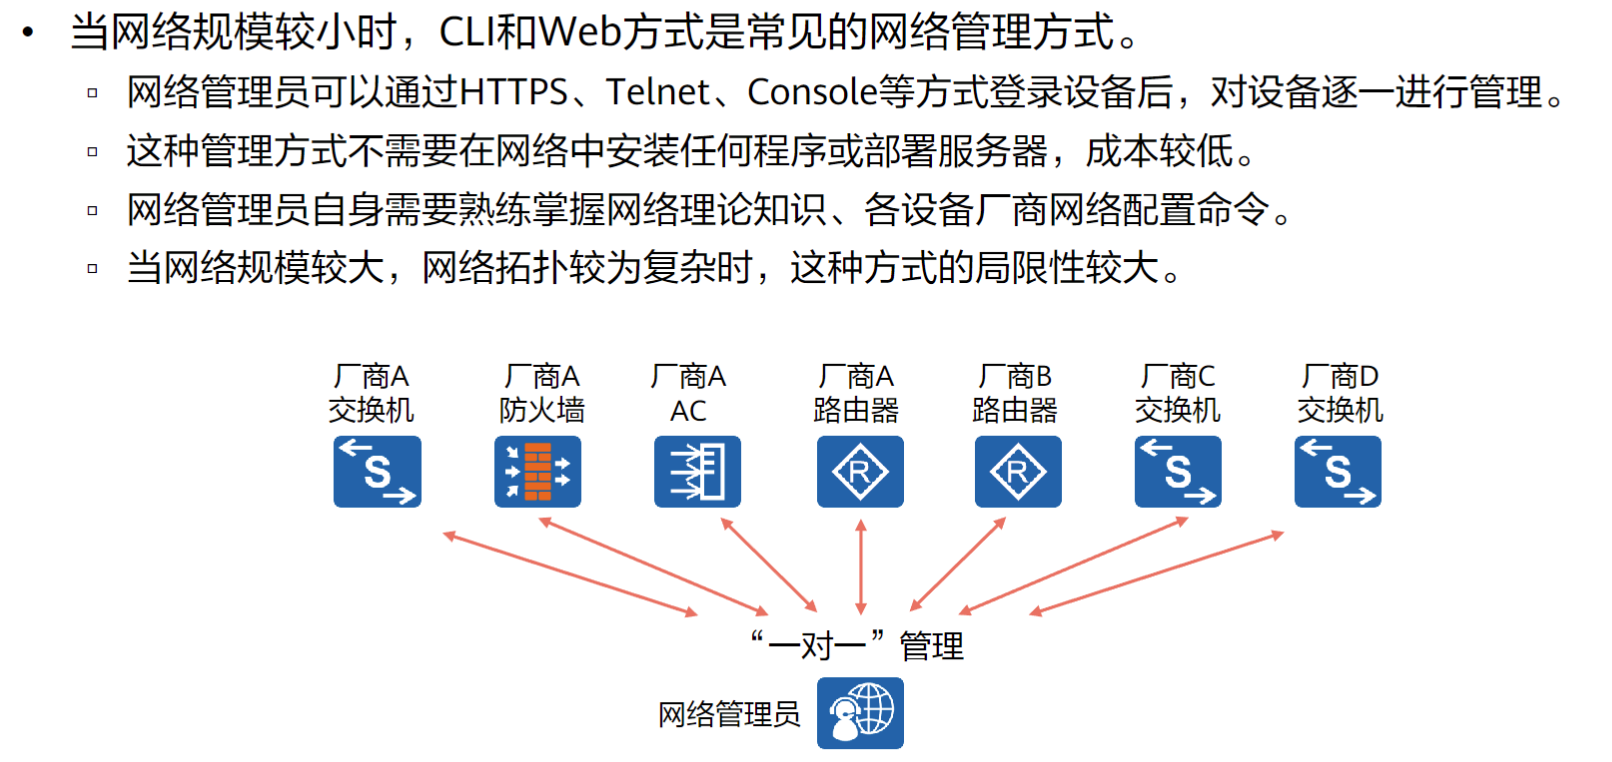 • 当网络规模较小时，CLI和Web方式是常见的网络管理方式。
▫ 网络管理员可以通过HTTPS、Telnet、Console等方式登录设备后，对设备逐一进行管理。
▫ 这种管理方式不需要在网络中安装任何程序或部署服务器，成本较低。
▫ 网络管理员自身需要熟练掌握网络理论知识、各设备厂商网络配置命令。
▫ 当网络规模较大，网络拓扑较为复杂时，这种方式的局限性较大。
厂商A
交换机
厂商A
防火墙
厂商A
AC
厂商A
路由器
厂商B
路由器
厂商C
交换机
厂商D
交换机
S
R
R
S
S
“一对一”管理
网络管理员